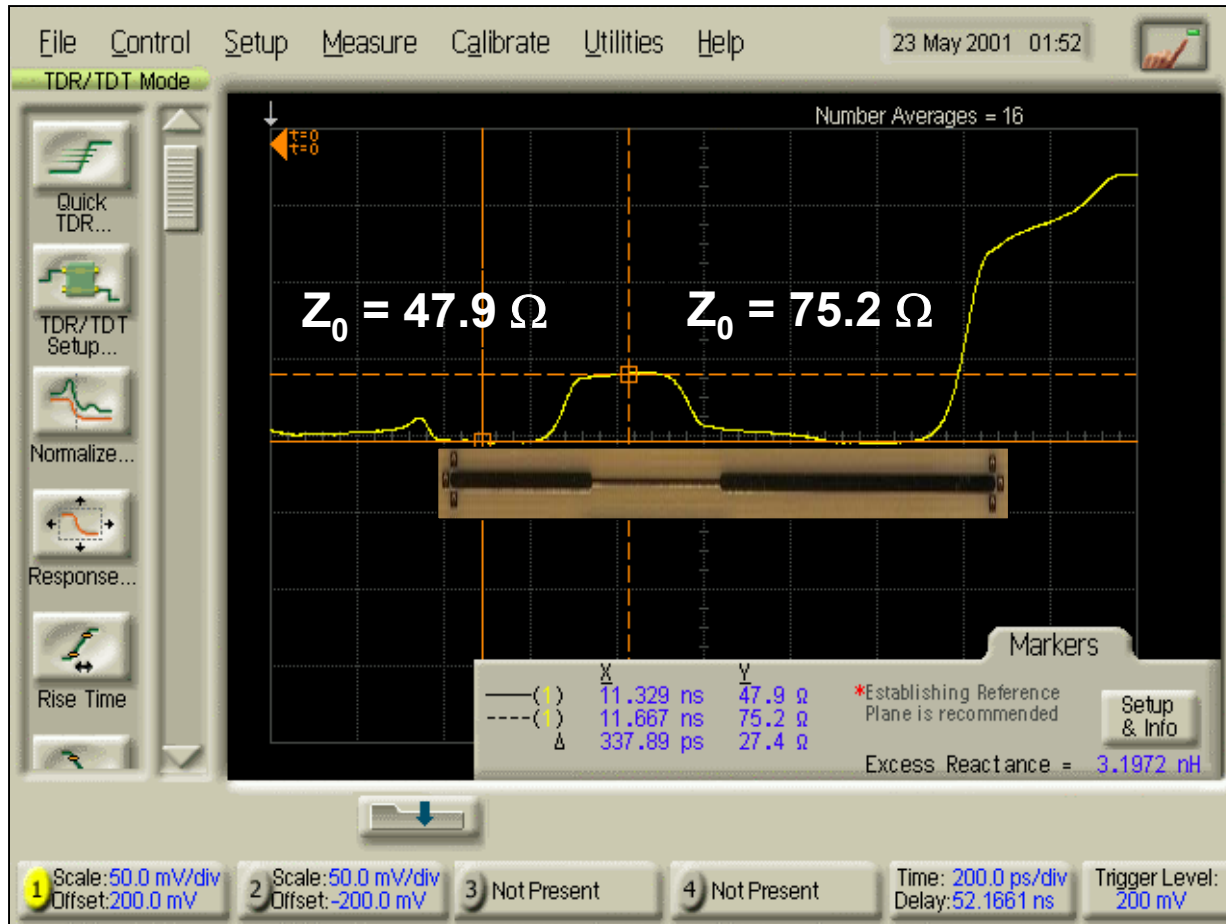 File Control Setup Measure Calibrate Utilities Help 23 May 2001 01:52
TDR/TDT Mode
Number Averages = 16
t=0
t=0
Quick
TDR...
TDR/TDT
Setup...
Normalize...
Response...
Rise Time
Z0 = 47.9 Ω
Z0 = 75.2 Ω
Markers
X Y
(1) 11.329 ns 47.9 Ω
(1) 11.667 ns 75.2 Ω
Δ 337.89 ps 27.4 Ω
*Establishing Reference
Plane is recommended
Setup
& Info
Excess Reactance = 3.1972 nH
1 Scale:50.0 mV/div
Offset:200.0 mV
2 Scale:50.0 mV/div
Offset:-200.0 mV
3 Not Present
4 Not Present
Time: 200.0 ps/div
Delay:52.1661 ns
Trigger Level:
200 mV